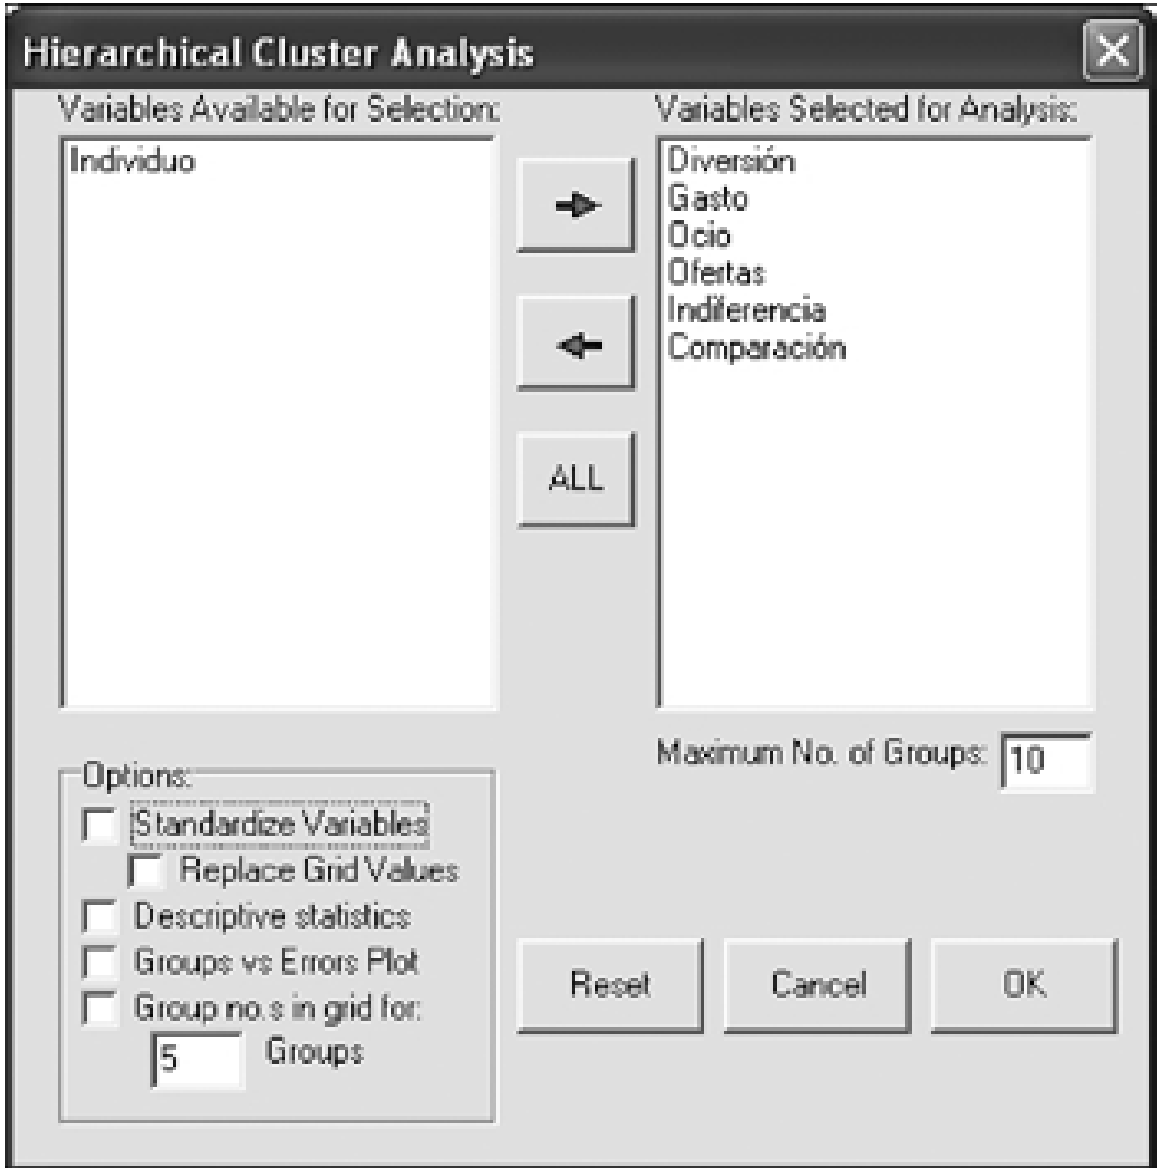 Hierarchical Cluster Analysis
Variables Available for Selection:
Individuo
ALL
Variables Selected for Analysis:
Diversión
Gasto
Ocio
Ofertas
Indiferencia
Comparación
Maximum No. of Groups: 10
Options:
Standardize Variables
Replace Grid Values
Descriptive statistics
Groups vs Errors Plot
Group no.s in grid for:
5 Groups
Reset
Cancel
OK